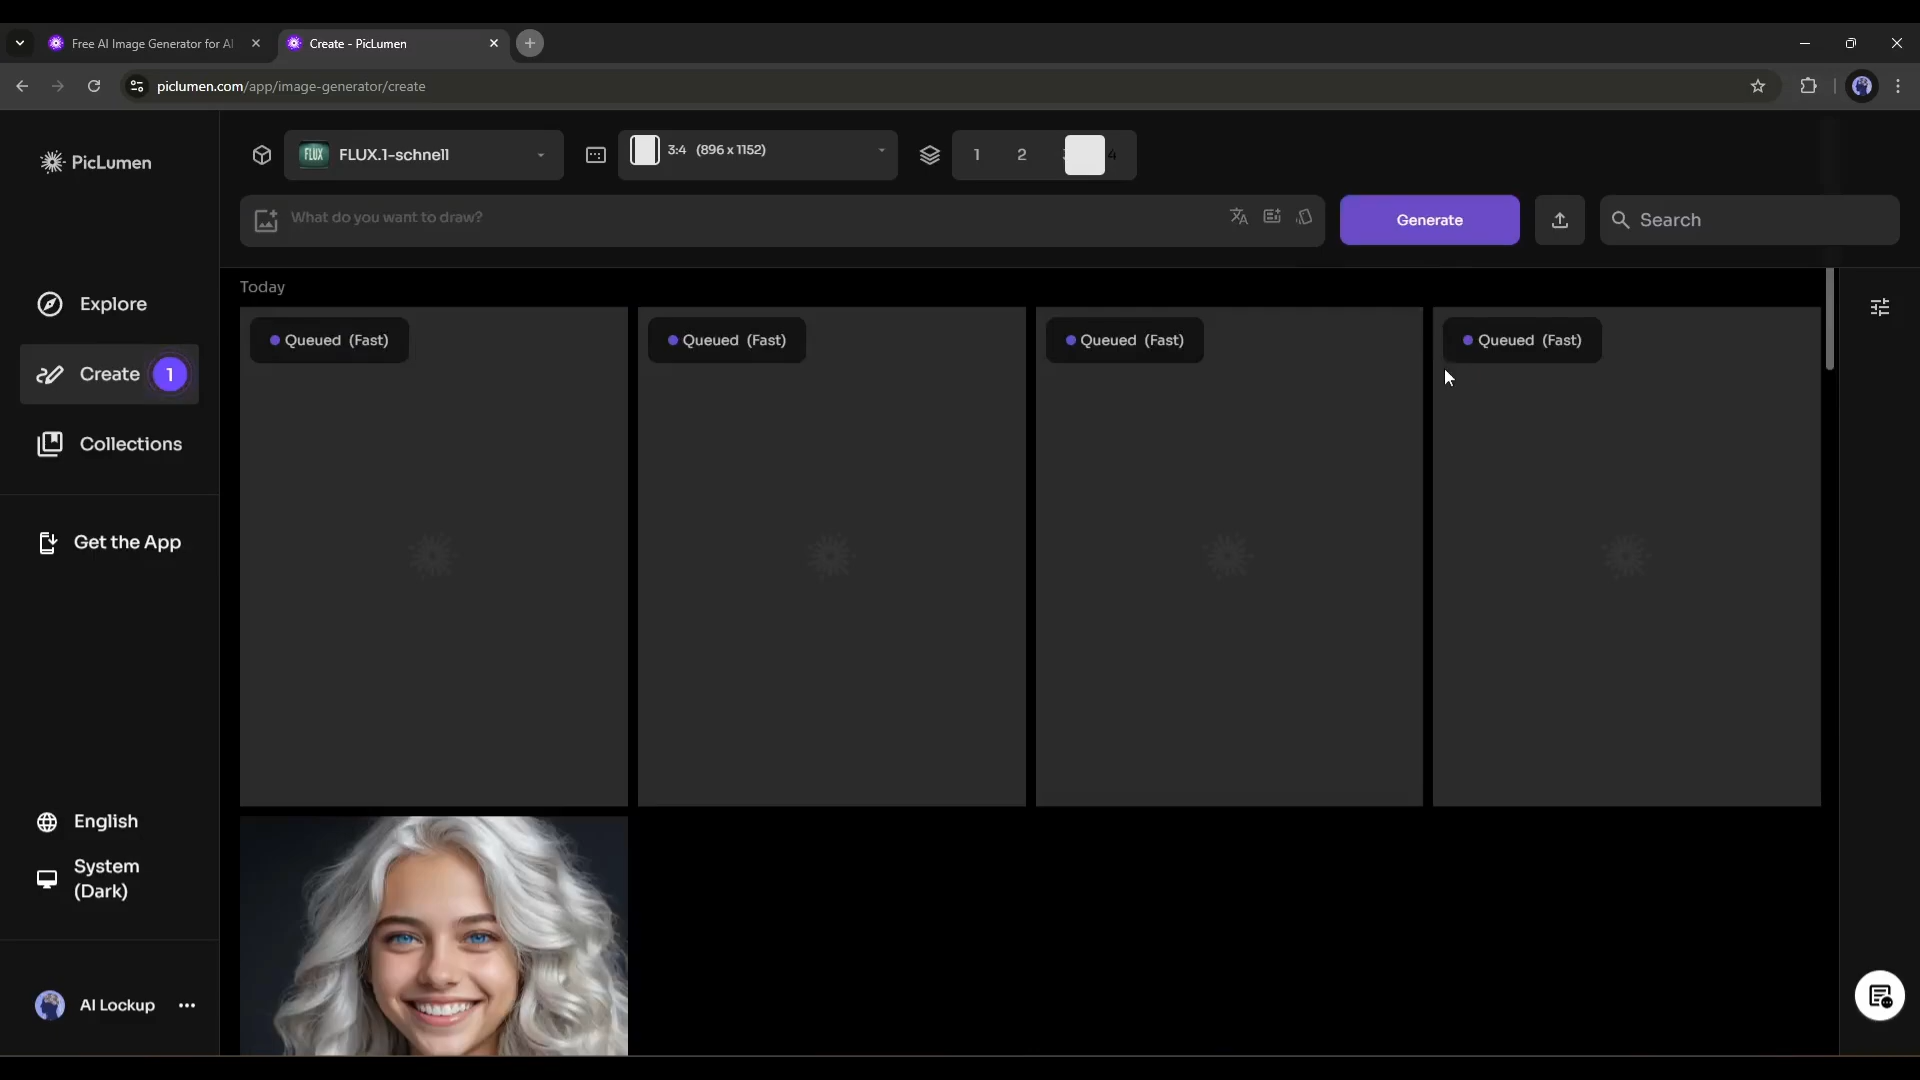 Free AI Image Generator for AI
Create - PicLumen
piclumen.com/app/image-generator/create
PicLumen
FLUX
FLUX.1-schnell
3:4 (896 x 1152)
1 2 4
What do you want to draw?
Generate
Search
Today
Explore
Create 1
Collections
Get the App
English
System
(Dark)
AI Lockup
Queued (Fast)
Queued (Fast)
Queued (Fast)
Queued (Fast)